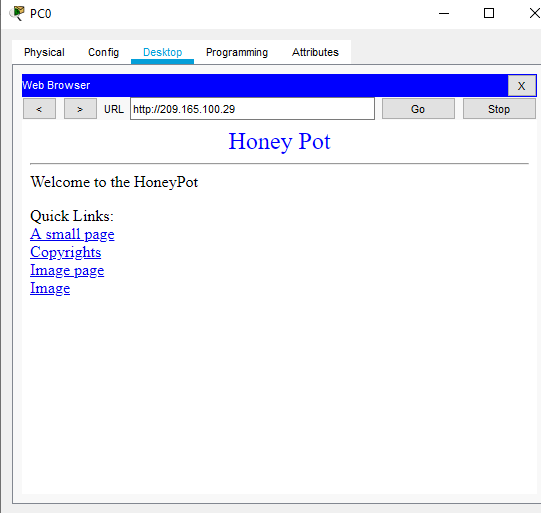 PC0
Physical Config Desktop Programming Attributes
Web Browser X
< > URL http://209.165.100.29 Go Stop
Honey Pot
Welcome to the HoneyPot
Quick Links:
A small page
Copyrights
Image page
Image